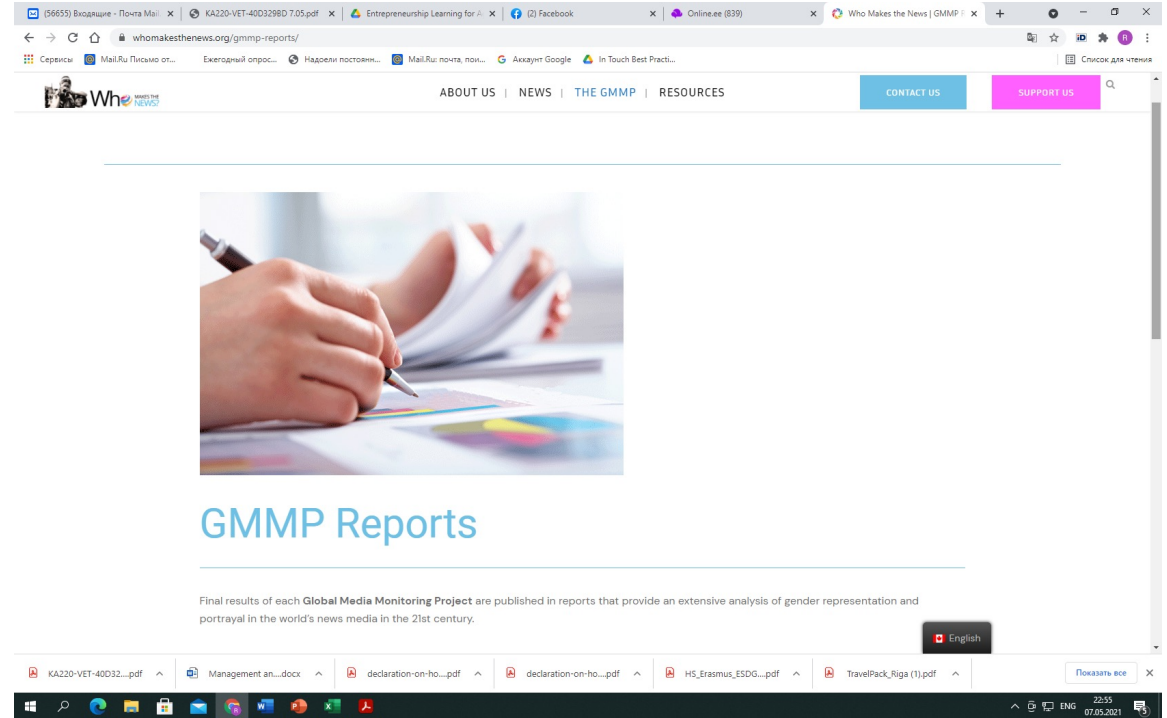 (56655) Входящие - Почта Mail
KA220-VET-40D3298D 7.05.pdf
Entrepreneurship Learning for A
(2) Facebook
Online.ee (839)
Who Makes the News | GMMP F
whomakesthenews.org/gmmp-reports/
Сервисы
Mail.Ru Письмо от...
Ежегодный опрос...
Надоели постоянн...
Mail.Ru: почта, пои...
Аккаунт Google
In Touch Best Practi...
Список для чтения
Who MAKES THE NEWS?
ABOUT US | NEWS | THE GMMP | RESOURCES
CONTACT US
SUPPORT US
GMMP Reports
Final results of each Global Media Monitoring Project are published in reports that provide an extensive analysis of gender representation and
portrayal in the world's news media in the 21st century.
English
KA220-VET-40D32....pdf
Management an....docx
declaration-on-ho....pdf
declaration-on-ho....pdf
HS_Erasmus_ESDG....pdf
TravelPack_Riga (1).pdf
Показать все
ENG
22:55
07.05.2021